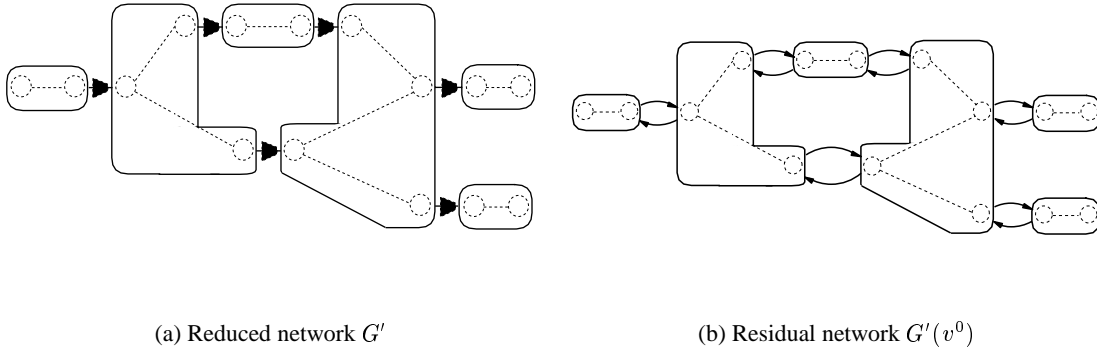 (a) Reduced network G′
(b) Residual network G′(v⁰)